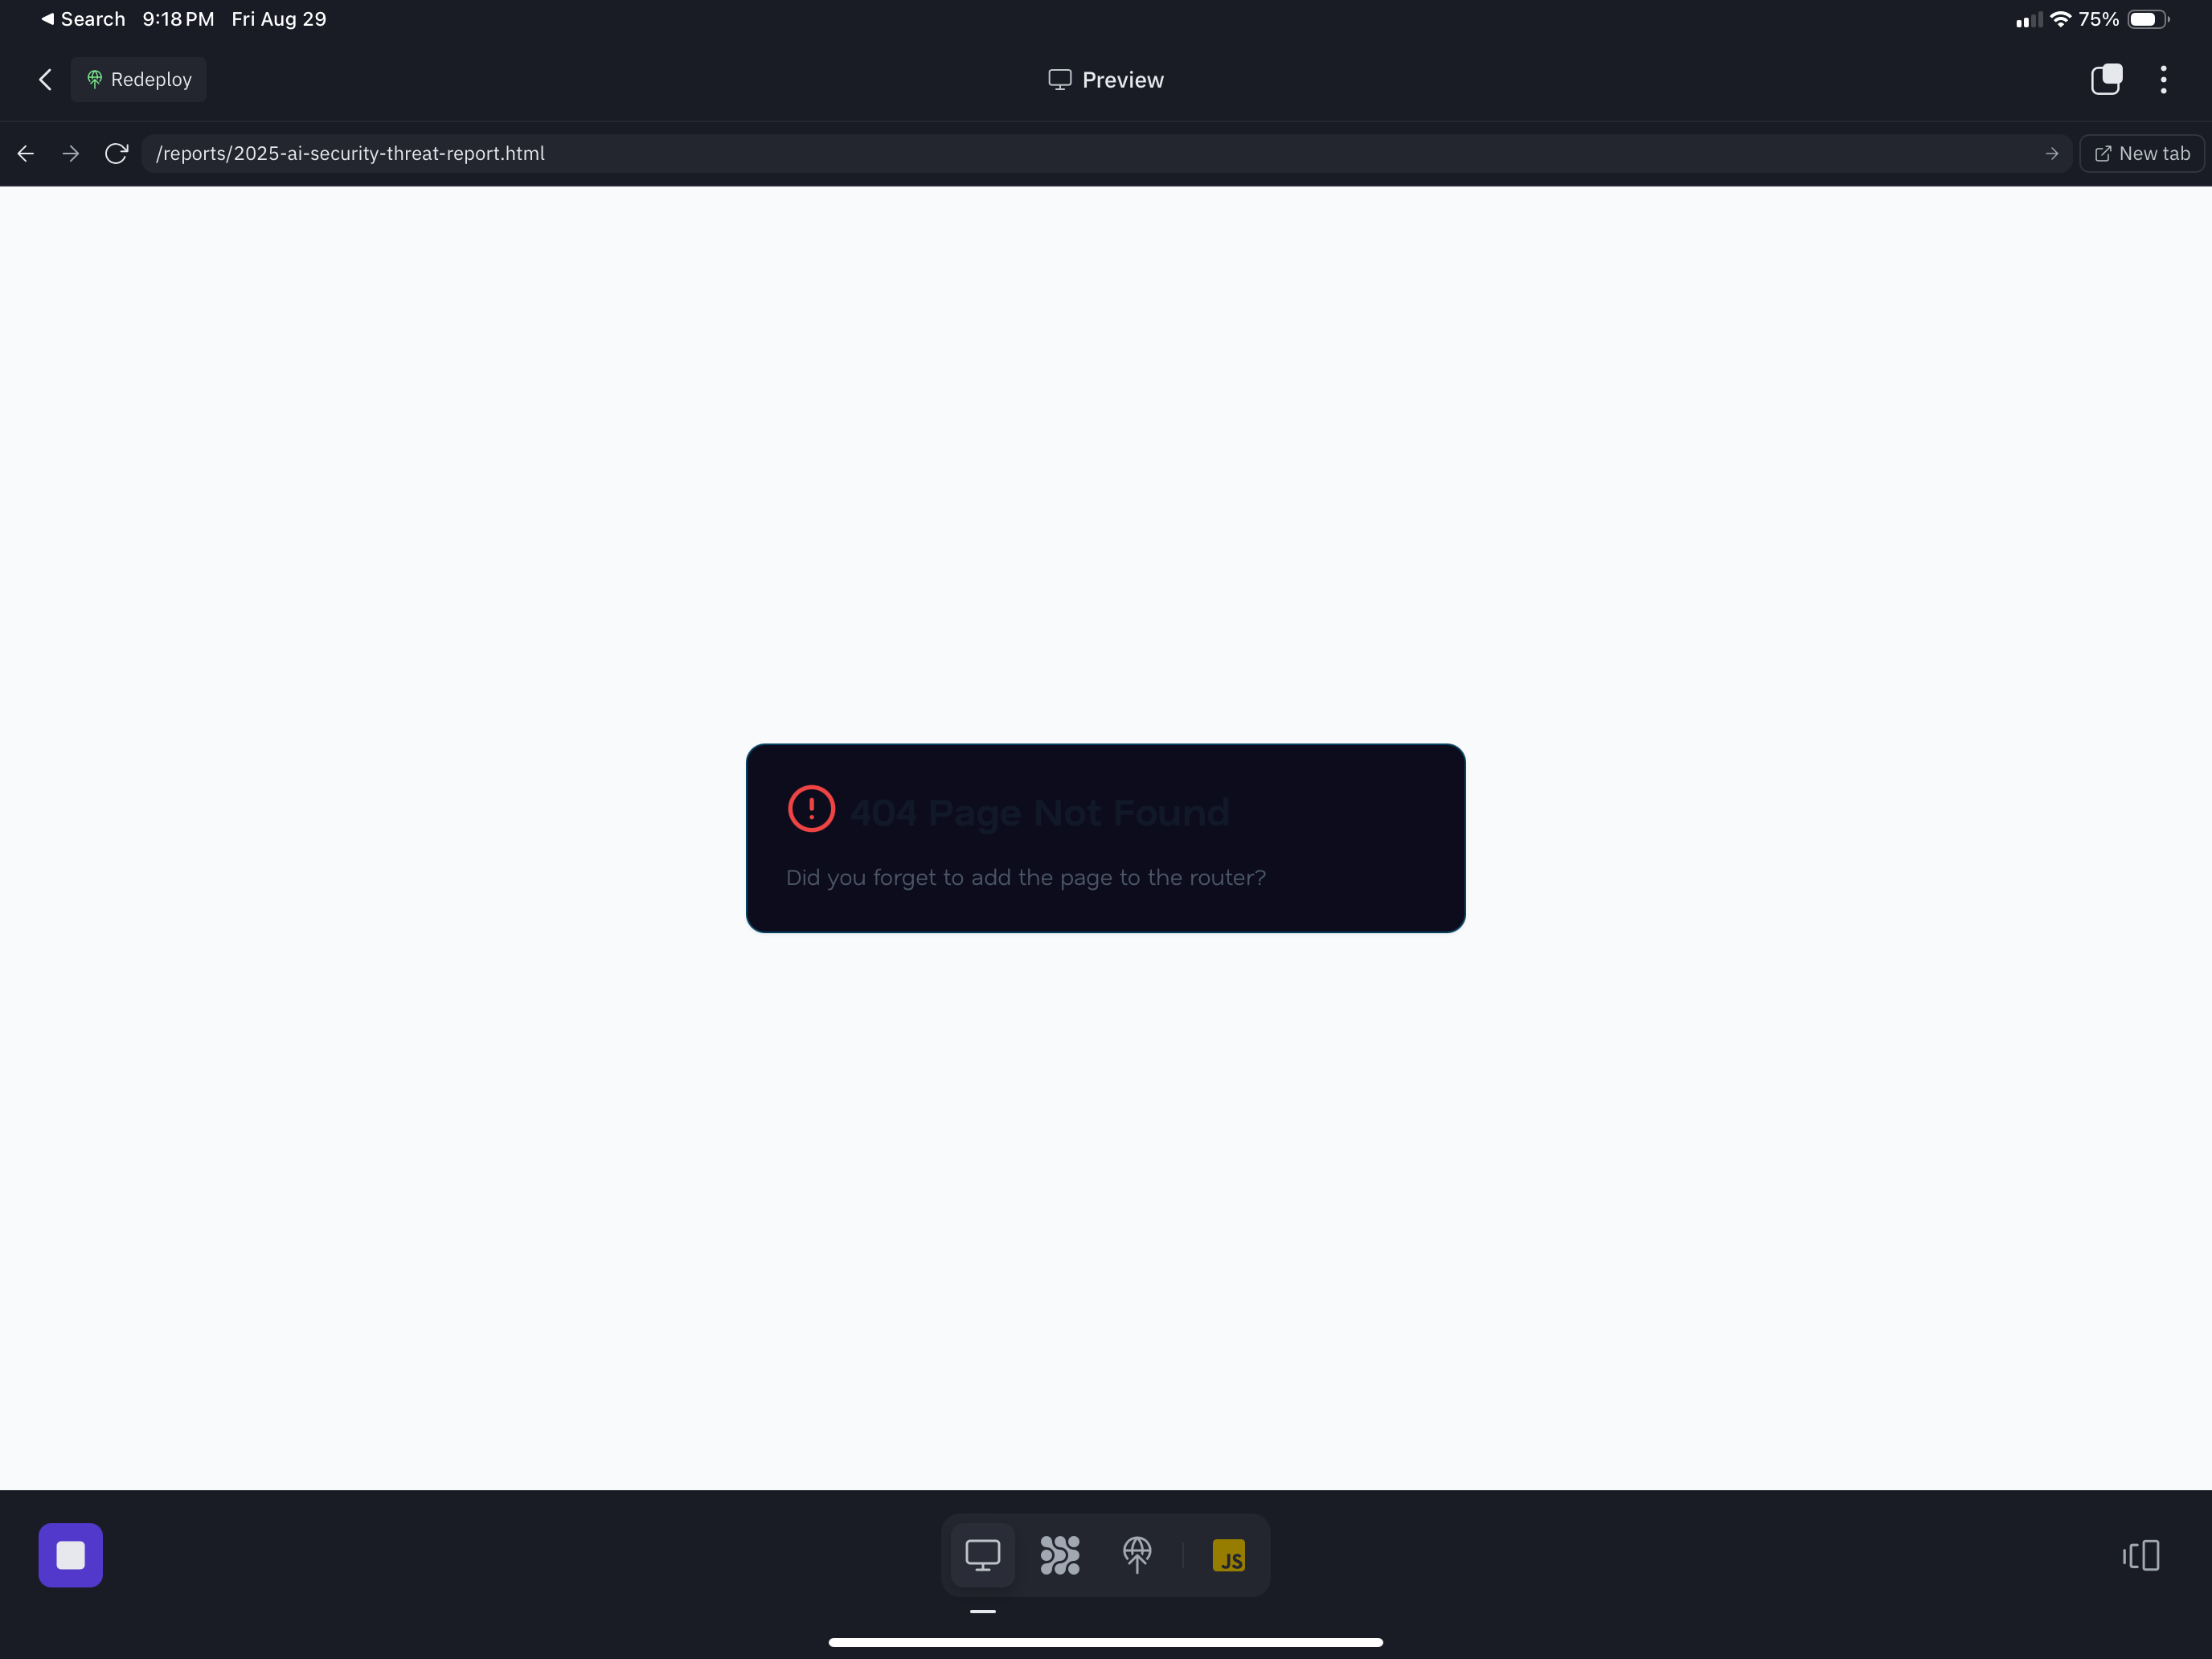 Search 9:18 PM Fri Aug 29
75%
Redeploy
Preview
/reports/2025-ai-security-threat-report.html
New tab
404 Page Not Found
Did you forget to add the page to the router?
JS